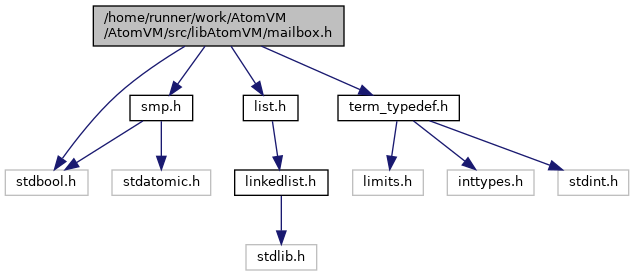 /home/runner/work/AtomVM
/AtomVM/src/libAtomVM/mailbox.h
smp.h
list.h
term_typedef.h
stdbool.h
stdatomic.h
linkedlist.h
limits.h
inttypes.h
stdint.h
stdlib.h